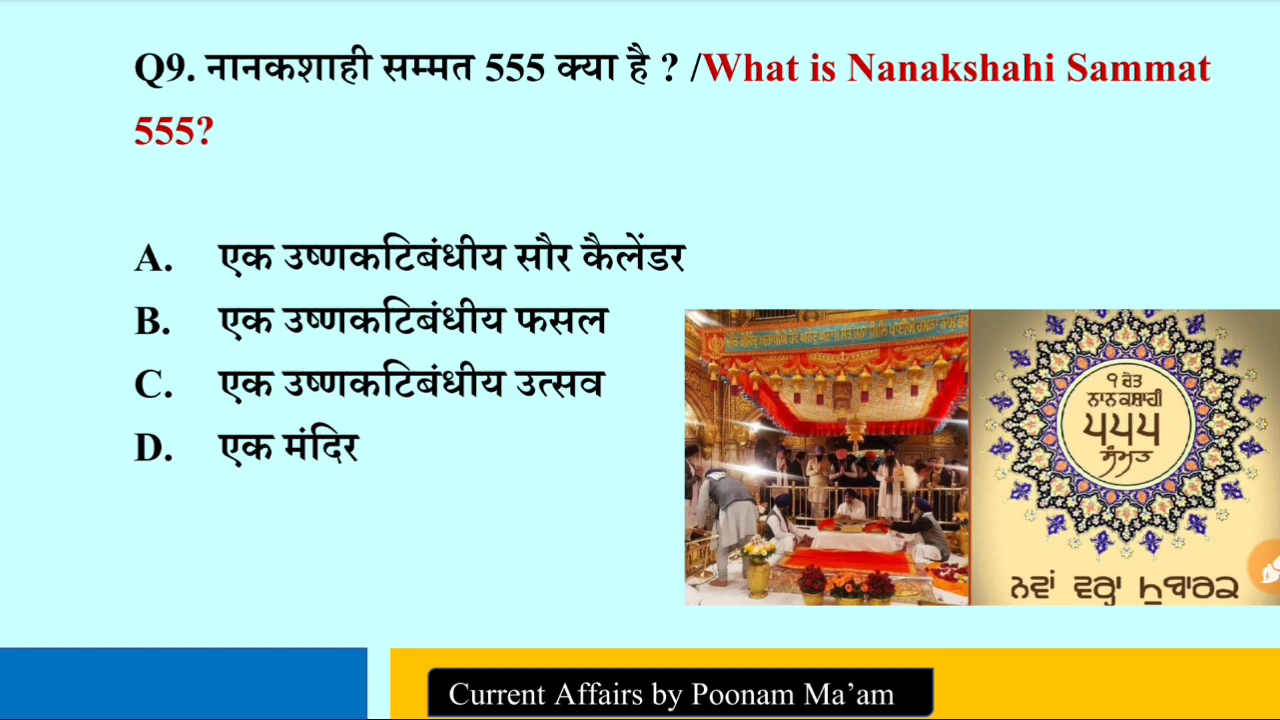 Q9. नानकशाही सम्मत 555 क्या है ? /What is Nanakshahi Sammat
555?
A. एक उष्णकटिबंधीय सौर कैलेंडर
B. एक उष्णकटिबंधीय फसल
C. एक उष्णकटिबंधीय उत्सव
D. एक मंदिर
੧ ਚੇਤ
ਨਾਨਕਸ਼ਾਹੀ
੫੫੫
ਸੰਮਤ
ਨਵਾਂ ਵਰ੍ਹਾ ਮੁਬਾਰਕ
Current Affairs by Poonam Ma’am